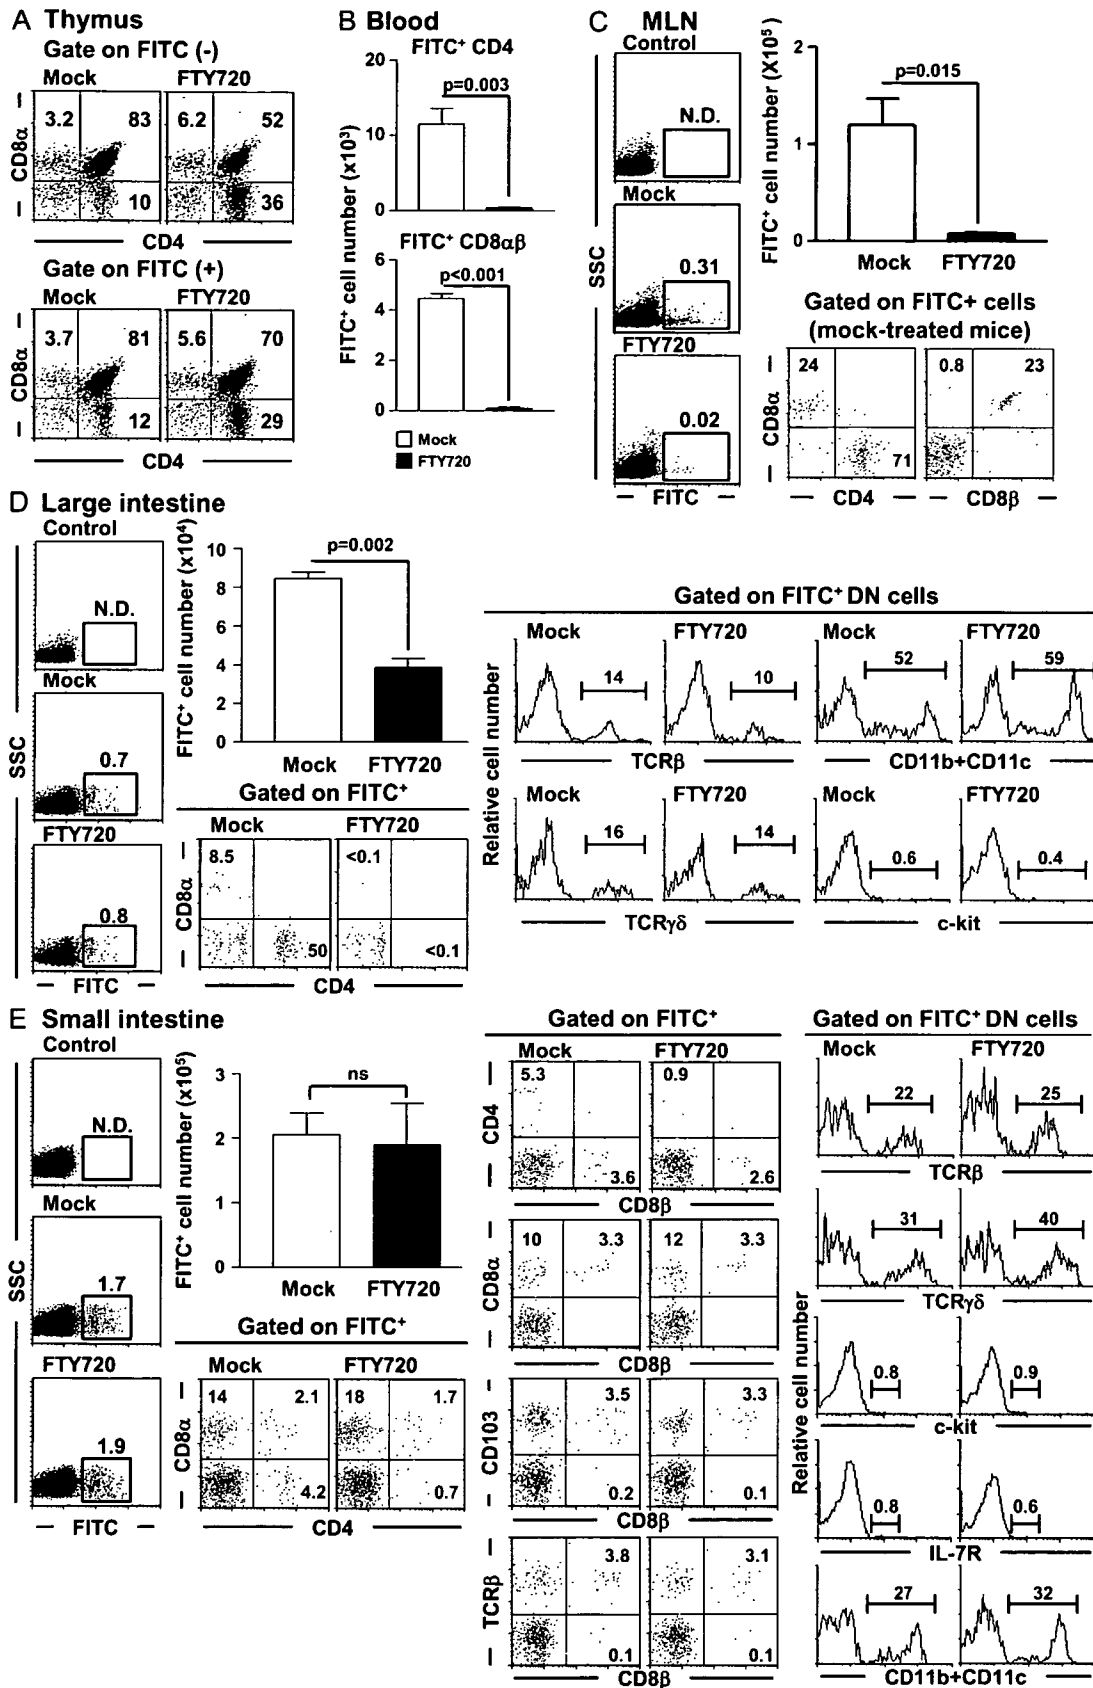 A Thymus
Gate on FITC (-)
Mock FTY720
3.2 83 6.2 52
10 36
CD8α
CD4
Gate on FITC (+)
Mock FTY720
3.7 81 5.6 70
12 29
CD8α
CD4
B Blood
FITC⁺ CD4
20
10
0
p=0.003
FITC⁺ CD8αβ
6
4
2
0
p<0.001
FITC⁺ cell number (x10³)
Mock
FTY720
C MLN
Control
N.D.
Mock
0.31
FTY720
0.02
SSC
FITC
FITC⁺ cell number (X10⁵)
2
1
0
p=0.015
Mock FTY720
Gated on FITC+ cells
(mock-treated mice)
24 0.8 23
71
CD8α
CD4 CD8β
D Large intestine
Control
N.D.
Mock
0.7
FTY720
0.8
SSC
FITC
FITC⁺ cell number (x10⁴)
10
8
6
4
2
0
p=0.002
Mock FTY720
Gated on FITC⁺
Mock FTY720
8.5 <0.1
50 <0.1
CD8α
CD4
Gated on FITC⁺ DN cells
Relative cell number
Mock FTY720 Mock FTY720
14 10 52 59
TCRβ CD11b+CD11c
Mock FTY720 Mock FTY720
16 14 0.6 0.4
TCRγδ c-kit
E Small intestine
Control
N.D.
Mock
1.7
FTY720
1.9
SSC
FITC
FITC⁺ cell number (x10⁵)
3
2
1
0
ns
Mock FTY720
Gated on FITC⁺
Mock FTY720
14 2.1 18 1.7
4.2 0.7
CD8α
CD4
Gated on FITC⁺
Mock FTY720
5.3 0.9
3.6 2.6
CD4
CD8β
10 3.3 12 3.3
CD8α
CD8β
3.5 3.3
0.2 0.1
CD103
CD8β
3.8 3.1
0.1 0.1
TCRβ
CD8β
Gated on FITC⁺ DN cells
Mock FTY720
22 25
TCRβ
31 40
TCRγδ
Relative cell number
0.8 0.9
c-kit
0.8 0.6
IL-7R
27 32
CD11b+CD11c